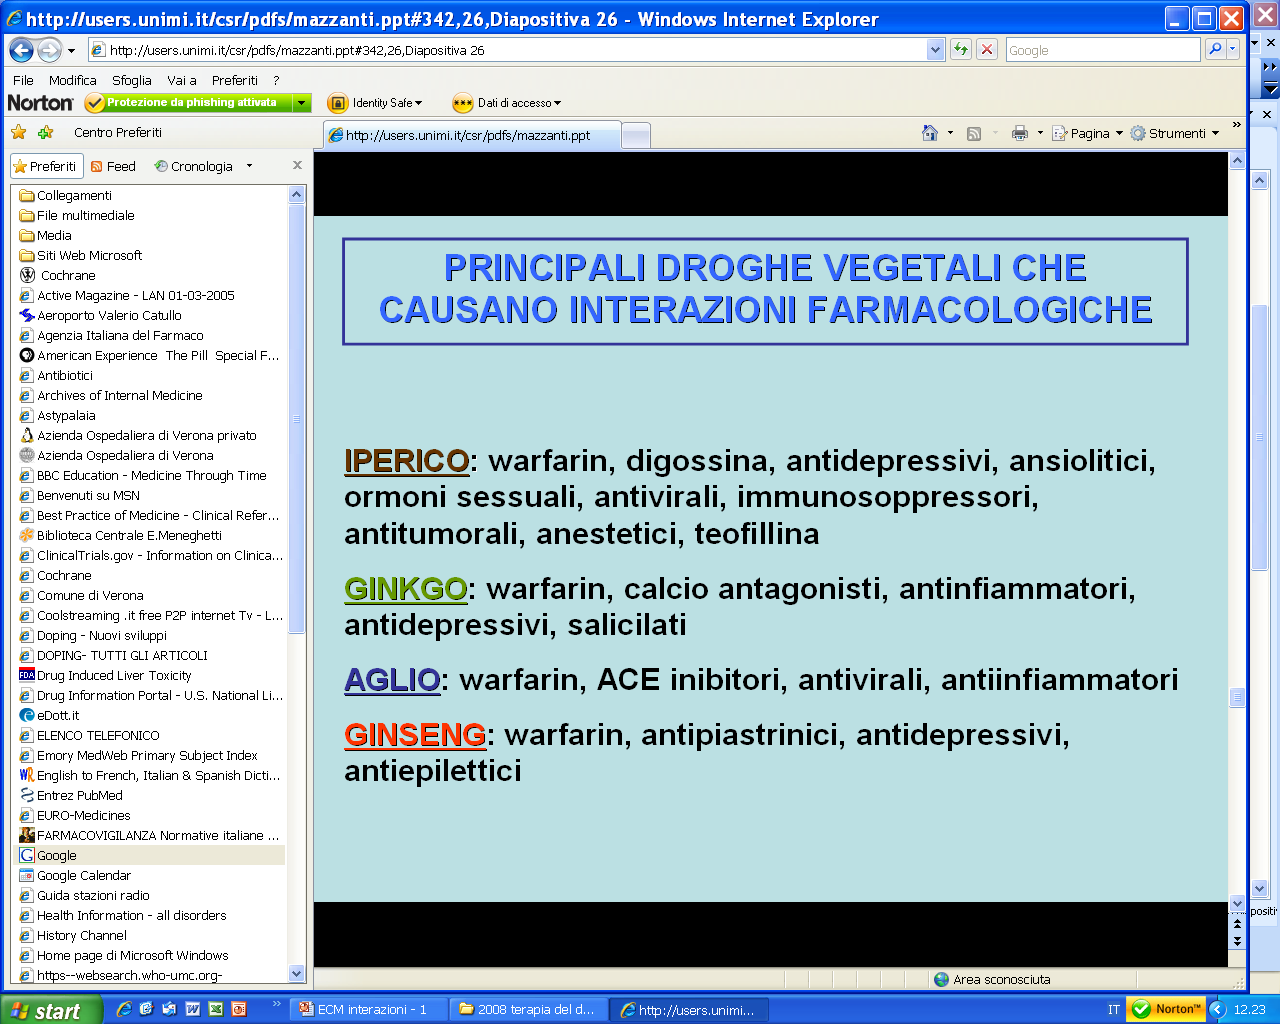 http://users.unimi.it/csr/pdfs/mazzanti.ppt#342,26,Diapositiva 26 - Windows Internet Explorer
http://users.unimi.it/csr/pdfs/mazzanti.ppt#342,26,Diapositiva 26
Google
File Modifica Sfoglia Vai a Preferiti ?
Norton Protezione da phishing attivata Identity Safe Dati di accesso
Centro Preferiti
http://users.unimi.it/csr/pdfs/mazzanti.ppt
Pagina Strumenti
Preferiti Feed Cronologia
Collegamenti
File multimediale
Media
Siti Web Microsoft
Cochrane
Active Magazine - LAN 01-03-2005
Aeroporto Valerio Catullo
Agenzia Italiana del Farmaco
American Experience The Pill Special F...
Antibiotici
Archives of Internal Medicine
Astypalaia
Azienda Ospedaliera di Verona privato
Azienda Ospedaliera di Verona
BBC Education - Medicine Through Time
Benvenuti su MSN
Best Practice of Medicine - Clinical Refer...
Biblioteca Centrale E.Meneghetti
ClinicalTrials.gov - Information on Clinica...
Cochrane
Comune di Verona
Coolstreaming .it free P2P internet Tv - L...
Doping - Nuovi sviluppi
DOPING- TUTTI GLI ARTICOLI
FDA Drug Induced Liver Toxicity
Drug Information Portal - U.S. National Li...
eDott.it
ELENCO TELEFONICO
Emory MedWeb Primary Subject Index
English to French, Italian & Spanish Dicti...
Entrez PubMed
EURO-Medicines
FARMACOVIGILANZA Normative italiane ...
Google
Google Calendar
Guida stazioni radio
Health Information - all disorders
History Channel
Home page di Microsoft Windows
https--websearch.who-umc.org-
PRINCIPALI DROGHE VEGETALI CHE
CAUSANO INTERAZIONI FARMACOLOGICHE
IPERICO: warfarin, digossina, antidepressivi, ansiolitici,
ormoni sessuali, antivirali, immunosoppressori,
antitumorali, anestetici, teofillina
GINKGO: warfarin, calcio antagonisti, antinfiammatori,
antidepressivi, salicilati
AGLIO: warfarin, ACE inibitori, antivirali, antiinfiammatori
GINSENG: warfarin, antipiastrinici, antidepressivi,
antiepilettici
Area sconosciuta
start
ECM interazioni - 1
2008 terapia del d...
http://users.unimi...
IT Norton™ 12.23